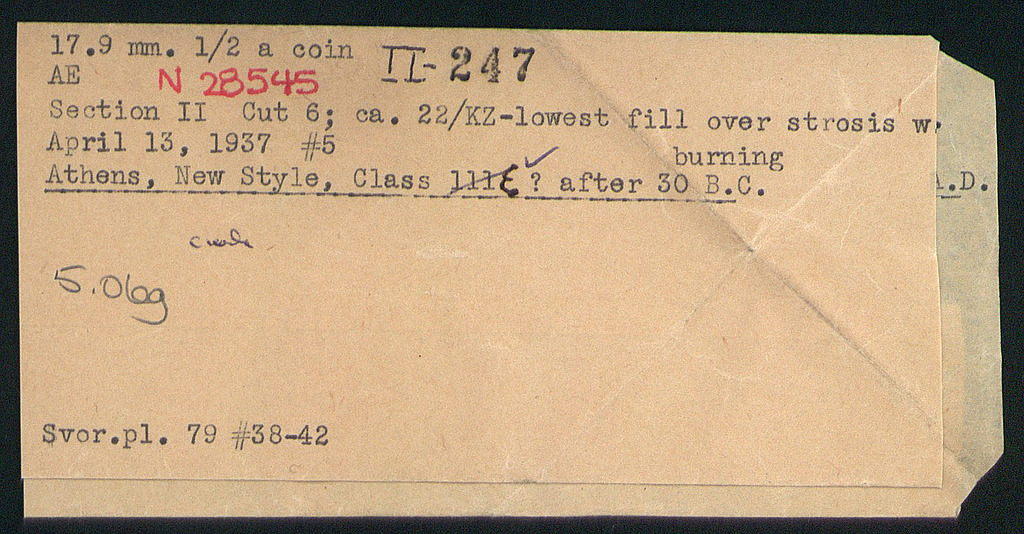 17.9 mm. 1/2 a coin II-247
AE N 28545
Section II Cut 6; ca. 22/KZ-lowest fill over strosis w,
April 13, 1937 #5 burning
Athens, New Style, Class 111E ? after 30 B.C. A.D.
crude
5.06g
Svor.pl. 79 #38-42